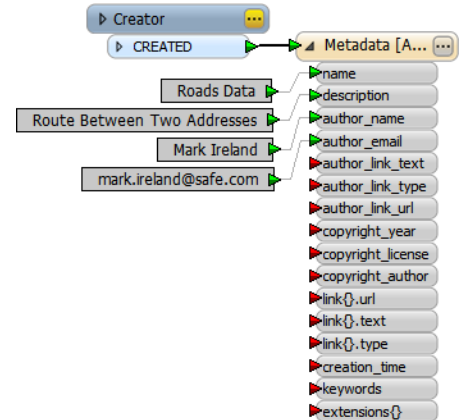 Creator
CREATED
Metadata [A...
Roads Data
name
Route Between Two Addresses
description
Mark Ireland
author_name
mark.ireland@safe.com
author_email
author_link_text
author_link_type
author_link_url
copyright_year
copyright_license
copyright_author
link{}.url
link{}.text
link{}.type
creation_time
keywords
extensions{}